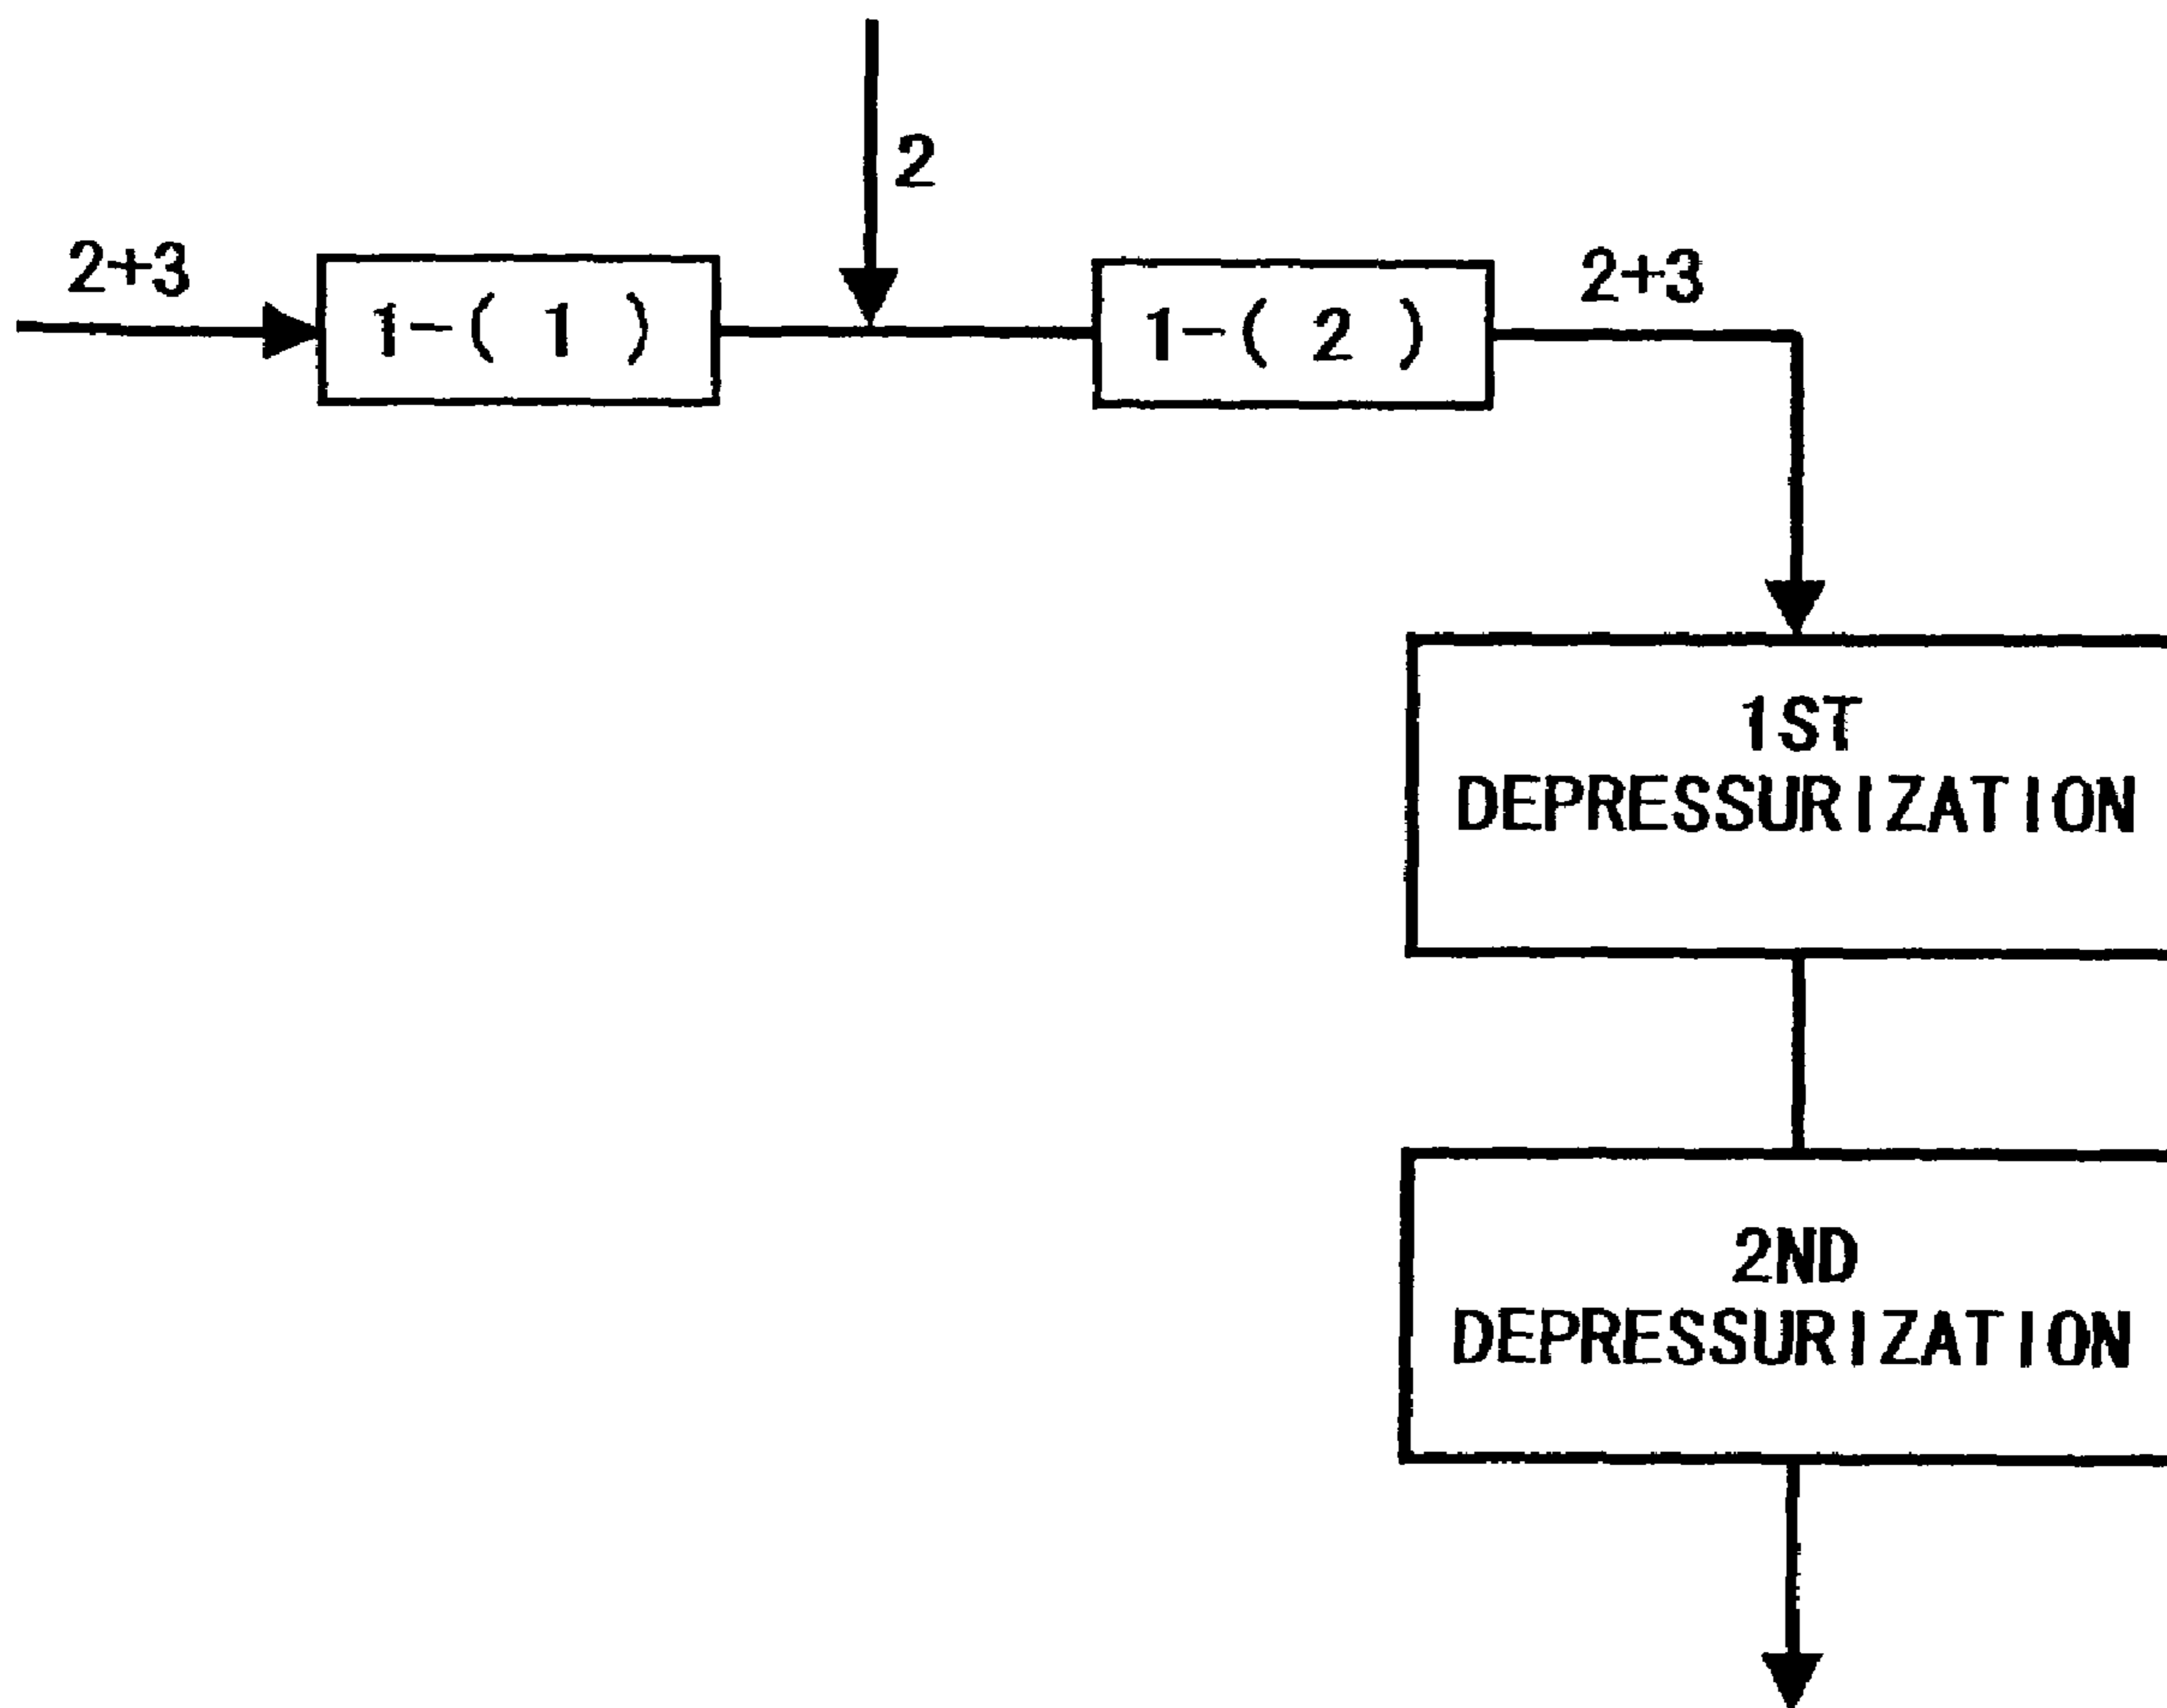 2
2+3
1-( 1 )
1-( 2 )
2+3
1ST
DEPRESSURIZATION
2ND
DEPRESSURIZATION